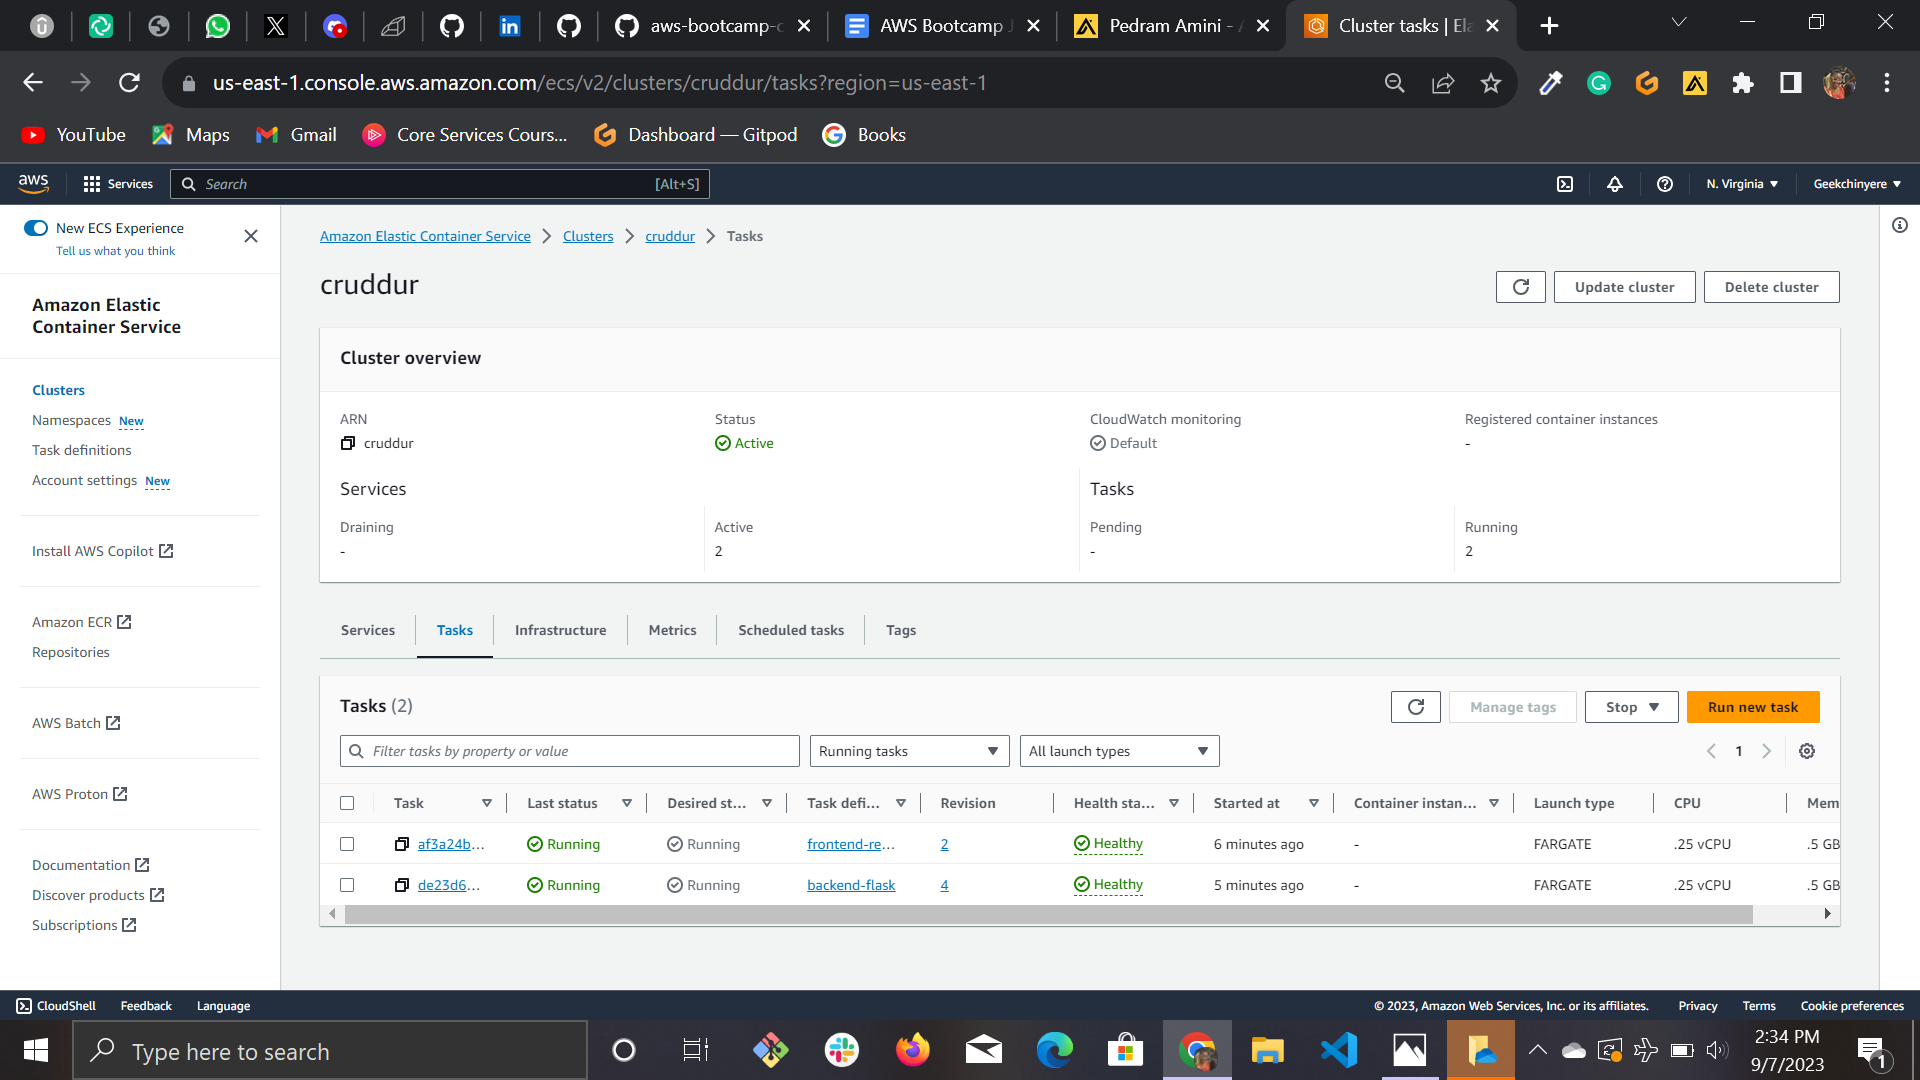 aws-bootcamp-c
AWS Bootcamp J
Pedram Amini - A
Cluster tasks | Ela
us-east-1.console.aws.amazon.com/ecs/v2/clusters/cruddur/tasks?region=us-east-1
YouTube
Maps
Gmail
Core Services Cours...
Dashboard — Gitpod
Books
aws
Services
Search
[Alt+S]
N. Virginia
Geekchinyere
New ECS Experience
Tell us what you think
Amazon Elastic Container Service
Clusters
cruddur
Tasks
Amazon Elastic
Container Service
cruddur
Update cluster
Delete cluster
Clusters
Namespaces New
Task definitions
Account settings New
Install AWS Copilot
Amazon ECR
Repositories
AWS Batch
AWS Proton
Documentation
Discover products
Subscriptions
Cluster overview
ARN
cruddur
Status
Active
CloudWatch monitoring
Default
Registered container instances
-
Services
Tasks
Draining
-
Active
2
Pending
-
Running
2
Services
Tasks
Infrastructure
Metrics
Scheduled tasks
Tags
Tasks (2)
Manage tags
Stop
Run new task
Filter tasks by property or value
Running tasks
All launch types
1
Task Last status Desired st... Task defi... Revision Health sta... Started at Container instan... Launch type CPU Mem
af3a24b... Running Running frontend-re... 2 Healthy 6 minutes ago - FARGATE .25 vCPU .5 GB
de23d6... Running Running backend-flask 4 Healthy 5 minutes ago - FARGATE .25 vCPU .5 GB
CloudShell
Feedback
Language
© 2023, Amazon Web Services, Inc. or its affiliates.
Privacy
Terms
Cookie preferences
Type here to search
2:34 PM
9/7/2023
1